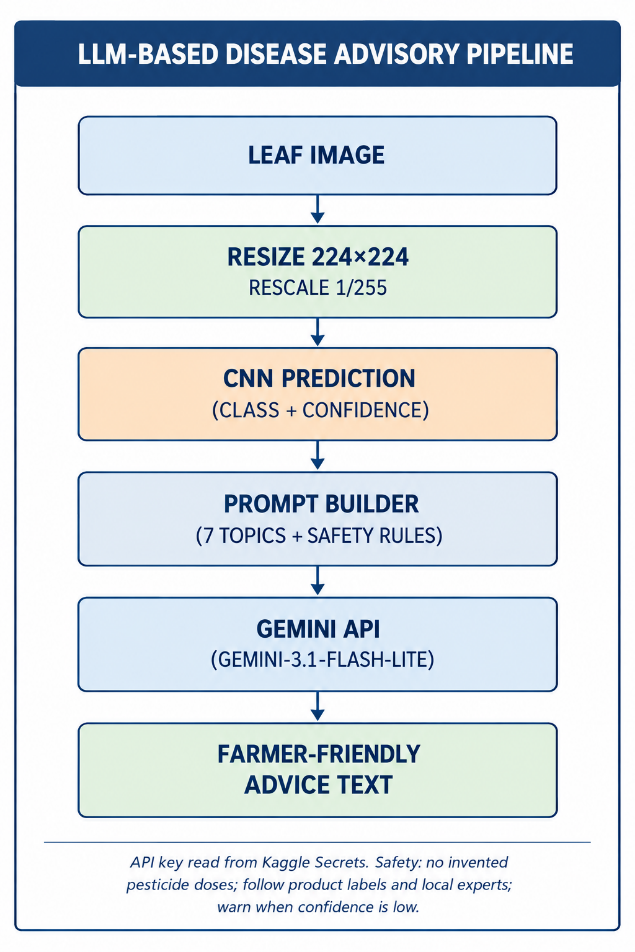 LLM-BASED DISEASE ADVISORY PIPELINE
LEAF IMAGE
RESIZE 224×224
RESCALE 1/255
CNN PREDICTION
(CLASS + CONFIDENCE)
PROMPT BUILDER
(7 TOPICS + SAFETY RULES)
GEMINI API
(GEMINI-3.1-FLASH-LITE)
FARMER-FRIENDLY
ADVICE TEXT
API key read from Kaggle Secrets. Safety: no invented
pesticide doses; follow product labels and local experts;
warn when confidence is low.